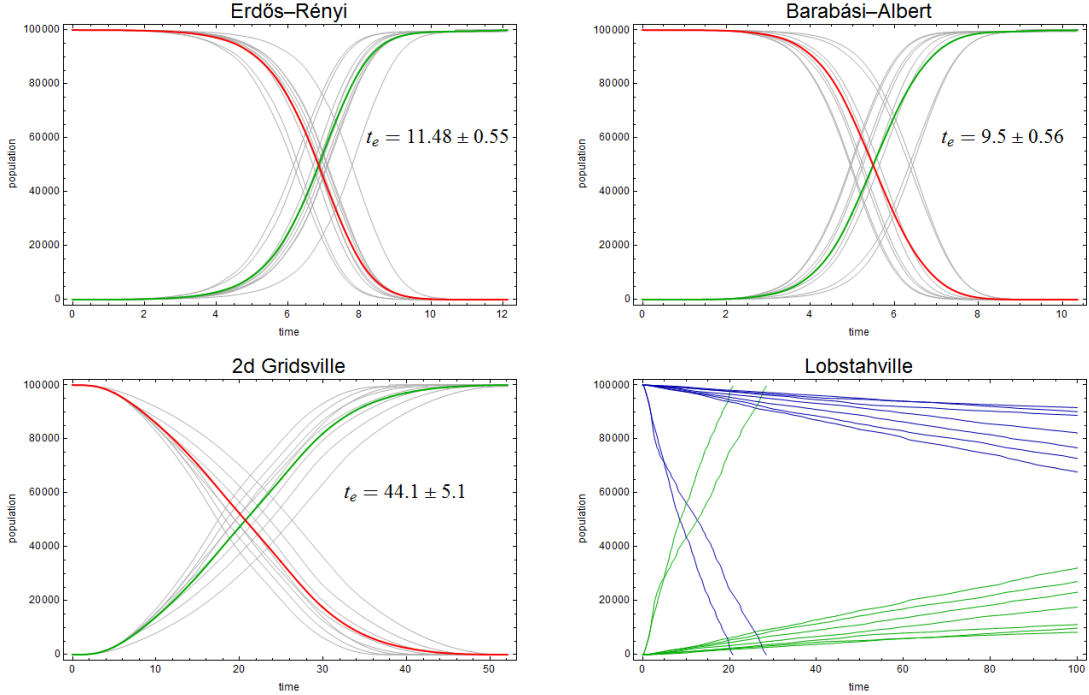 Erdős–Rényi
100000
80000
60000
40000
20000
0
population
t_e = 11.48 ± 0.55
0 2 4 6 8 10 12
time
Barabási–Albert
100000
80000
60000
40000
20000
0
population
t_e = 9.5 ± 0.56
0 2 4 6 8 10
time
2d Gridsville
100000
80000
60000
40000
20000
0
population
t_e = 44.1 ± 5.1
0 10 20 30 40 50
time
Lobstahville
100000
80000
60000
40000
20000
0
population
0 20 40 60 80 100
time